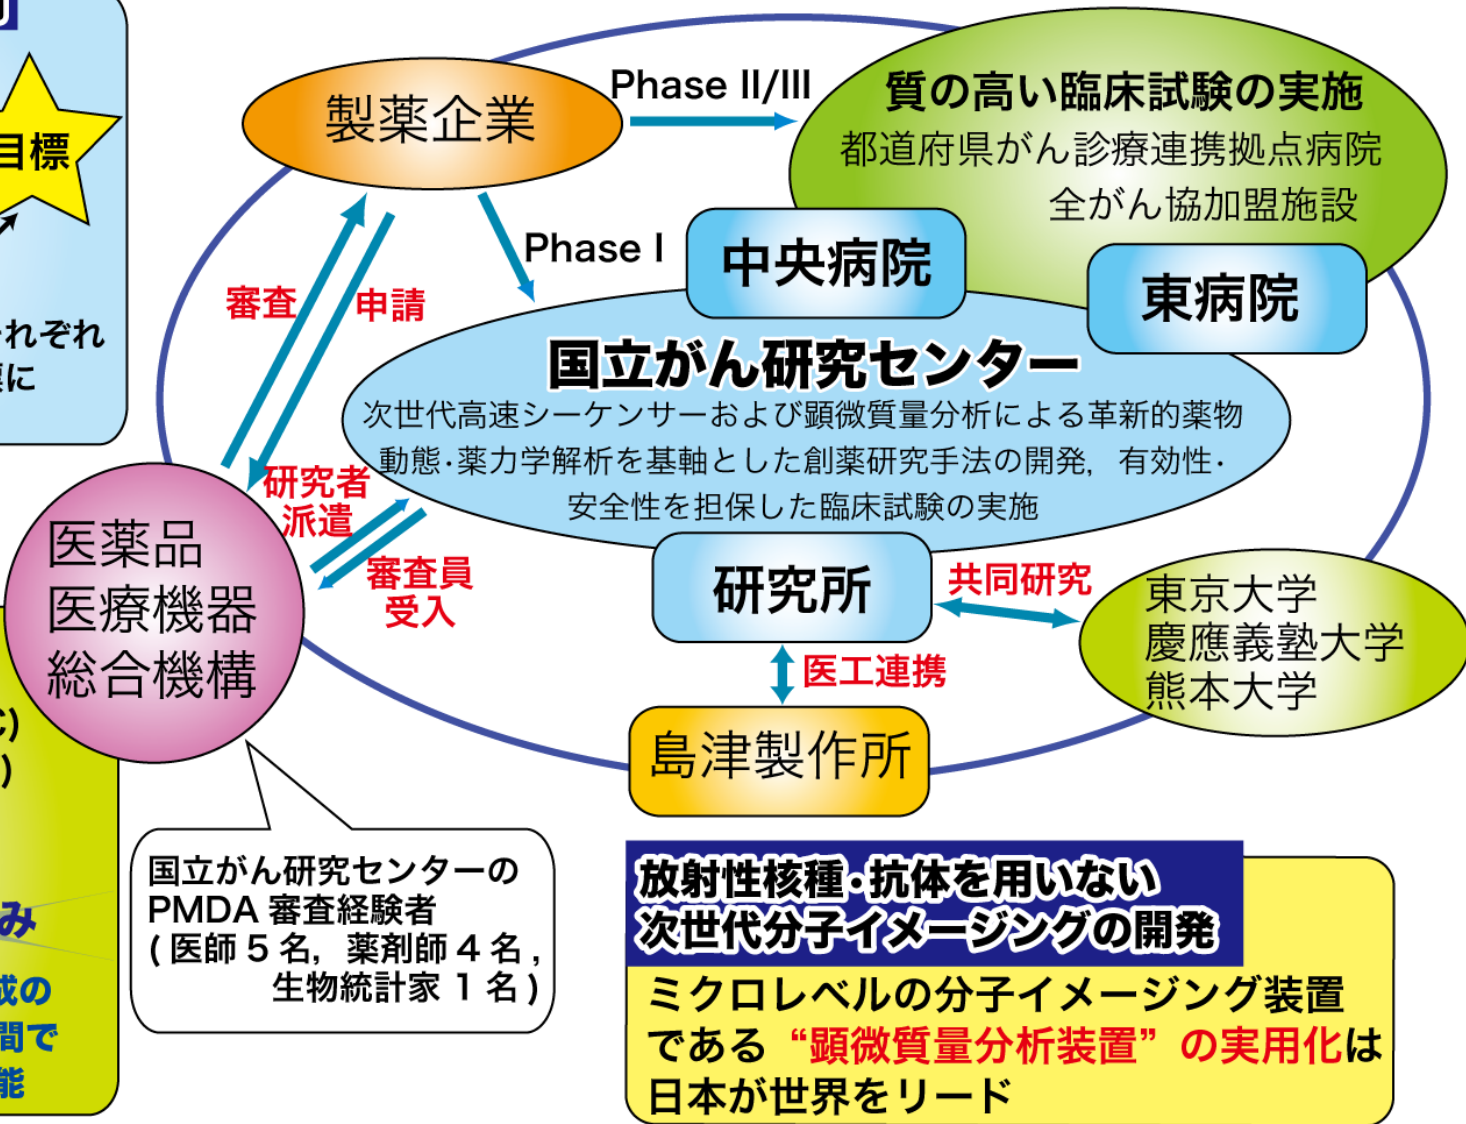 目標
それぞれ
に
製薬企業
Phase II/III
質の高い臨床試験の実施
都道府県がん診療連携拠点病院
全がん協加盟施設
Phase I
中央病院
東病院
審査
申請
国立がん研究センター
次世代高速シーケンサーおよび顕微質量分析による革新的薬物
動態・薬力学解析を基軸とした創薬研究手法の開発，有効性・
安全性を担保した臨床試験の実施
研究者
派遣
審査員
受入
医薬品
医療機器
総合機構
研究所
共同研究
東京大学
慶應義塾大学
熊本大学
医工連携
島津製作所
C)
)
み
成の
間で
能
国立がん研究センターの
PMDA 審査経験者
( 医師 5 名，薬剤師 4 名 ,
生物統計家 1 名 )
放射性核種・抗体を用いない
次世代分子イメージングの開発
ミクロレベルの分子イメージング装置
である “顕微質量分析装置” の実用化は
日本が世界をリード